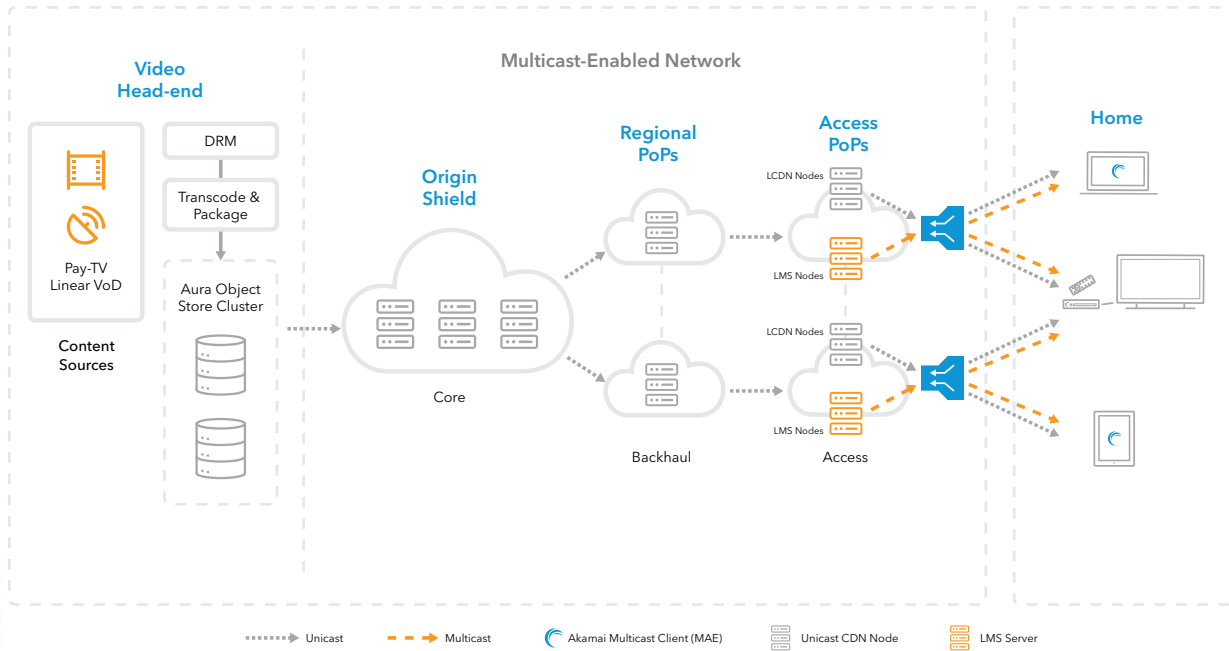 Multicast-Enabled Network
Video
Head-end
DRM
Transcode &
Package
Pay-TV
Linear VoD
Content
Sources
Aura Object
Store Cluster
Origin
Shield
Core
Regional
PoPs
Backhaul
Access
PoPs
LCDN Nodes
LMS Nodes
LCDN Nodes
LMS Nodes
Access
Home
Unicast
Multicast
Akamai Multicast Client (MAE)
Unicast CDN Node
LMS Server